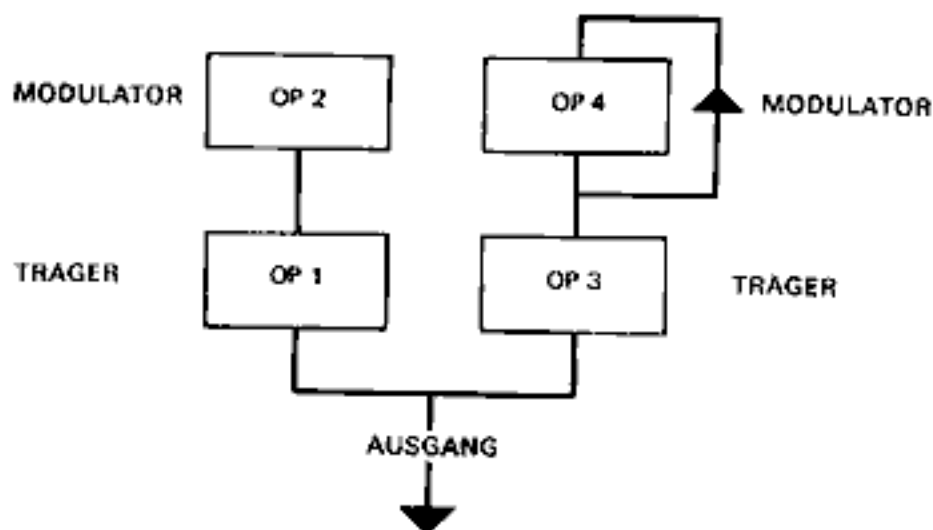 MODULATOR
OP 2
OP 4
MODULATOR
TRAGER
OP 1
OP 3
TRAGER
AUSGANG